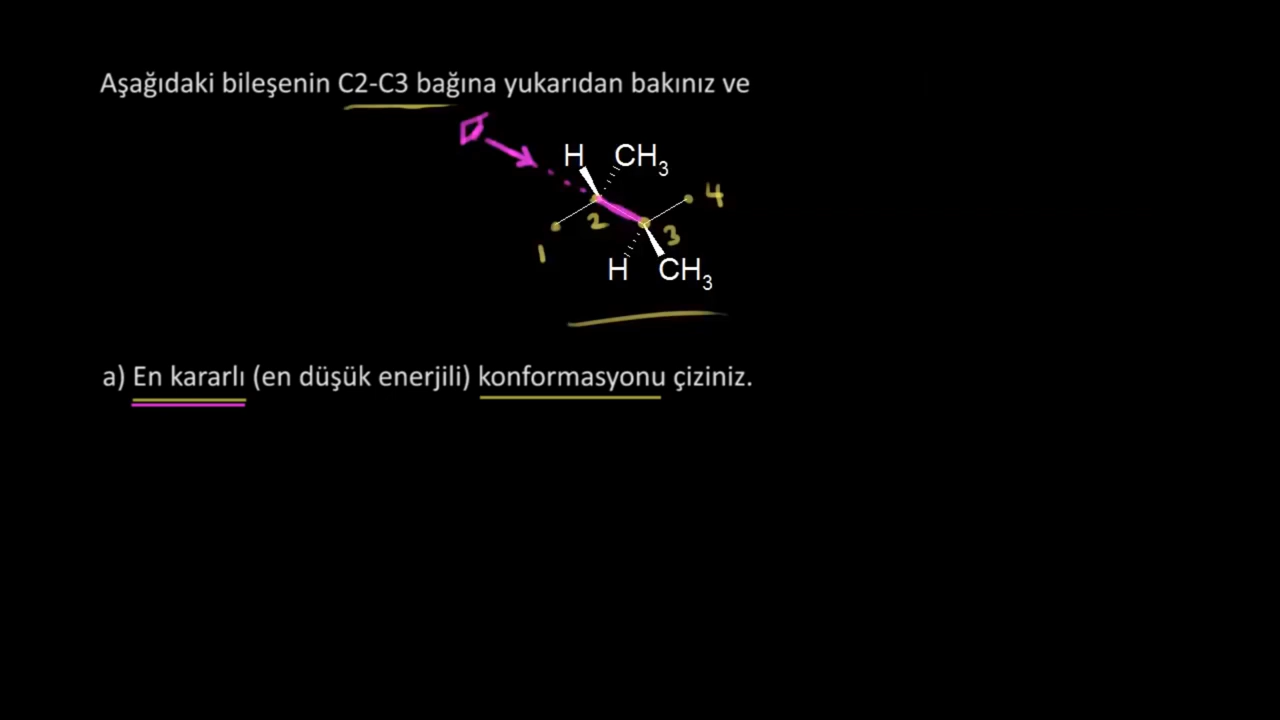 Aşağıdaki bileşenin C2-C3 bağına yukarıdan bakınız ve
H CH3
4
2
1 3
H CH3
a) En kararlı (en düşük enerjili) konformasyonu çiziniz.